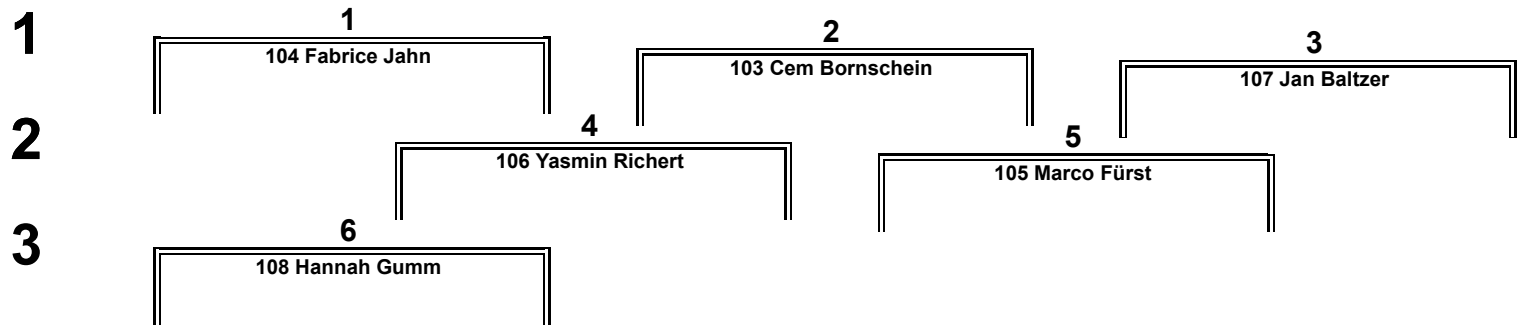 1
1
104 Fabrice Jahn
2
103 Cem Bornschein
3
107 Jan Baltzer
2
4
106 Yasmin Richert
5
105 Marco Fürst
3
6
108 Hannah Gumm